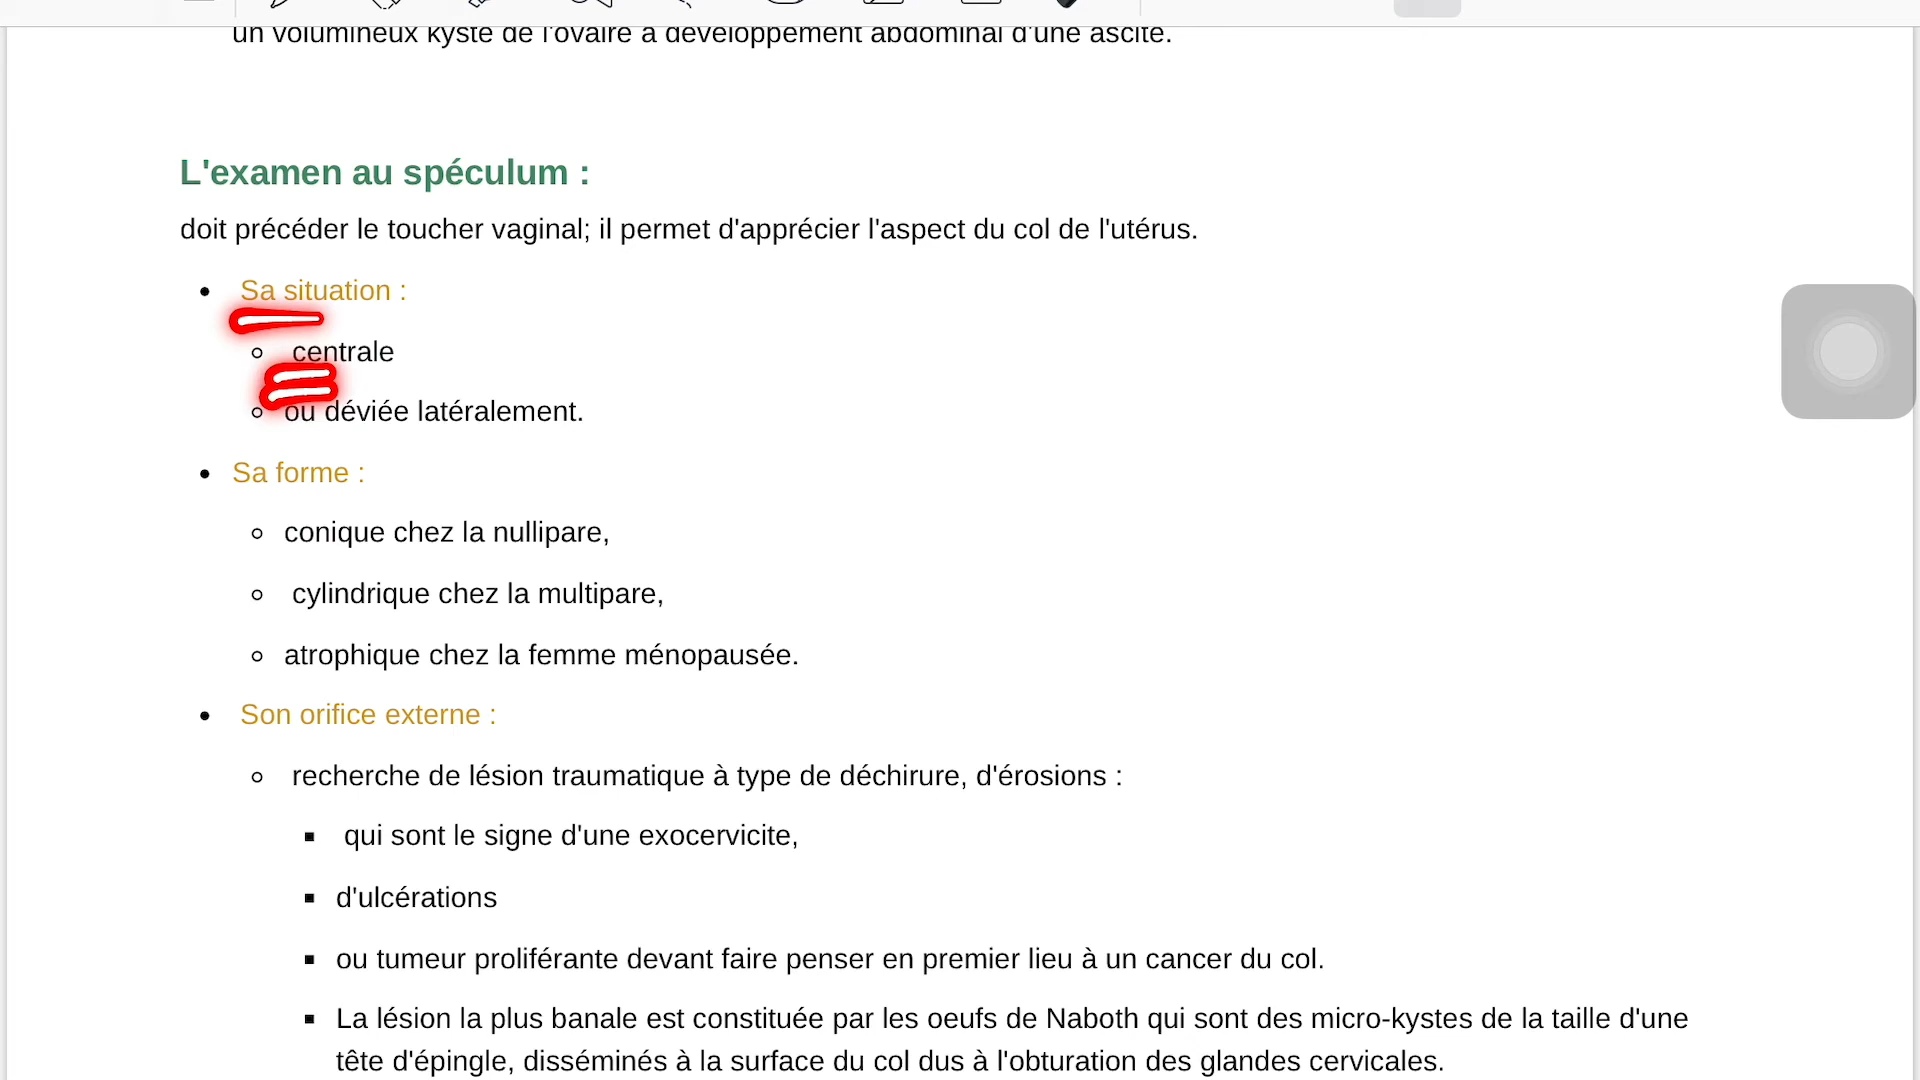 un volumineux kyste de l'ovaire à développement abdominal d'une ascite.
L'examen au spéculum :
doit précéder le toucher vaginal; il permet d'apprécier l'aspect du col de l'utérus.
Sa situation :
centrale
ou déviée latéralement.
Sa forme :
conique chez la nullipare,
cylindrique chez la multipare,
atrophique chez la femme ménopausée.
Son orifice externe :
recherche de lésion traumatique à type de déchirure, d'érosions :
qui sont le signe d'une exocervicite,
d'ulcérations
ou tumeur proliférante devant faire penser en premier lieu à un cancer du col.
La lésion la plus banale est constituée par les oeufs de Naboth qui sont des micro-kystes de la taille d'une
tête d'épingle, disséminés à la surface du col dus à l'obturation des glandes cervicales.